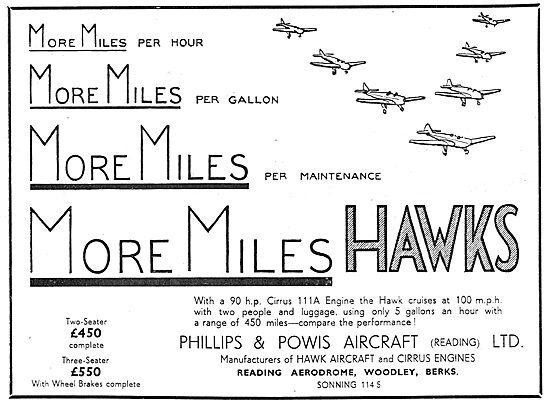 MORE MILES PER HOUR
MORE MILES PER GALLON
MORE MILES PER MAINTENANCE
MORE MILES HAWKS
With a 90 h.p. Cirrus 111A Engine the Hawk cruises at 100 m.p.h.
with two people and luggage, using only 5 gallons an hour with
a range of 450 miles—compare the performance!
Two-Seater
£450
complete
Three-Seater
£550
With Wheel Brakes complete
PHILLIPS & POWIS AIRCRAFT (READING) LTD.
Manufacturers of HAWK AIRCRAFT and CIRRUS ENGINES
READING AERODROME, WOODLEY, BERKS.
SONNING 114 5